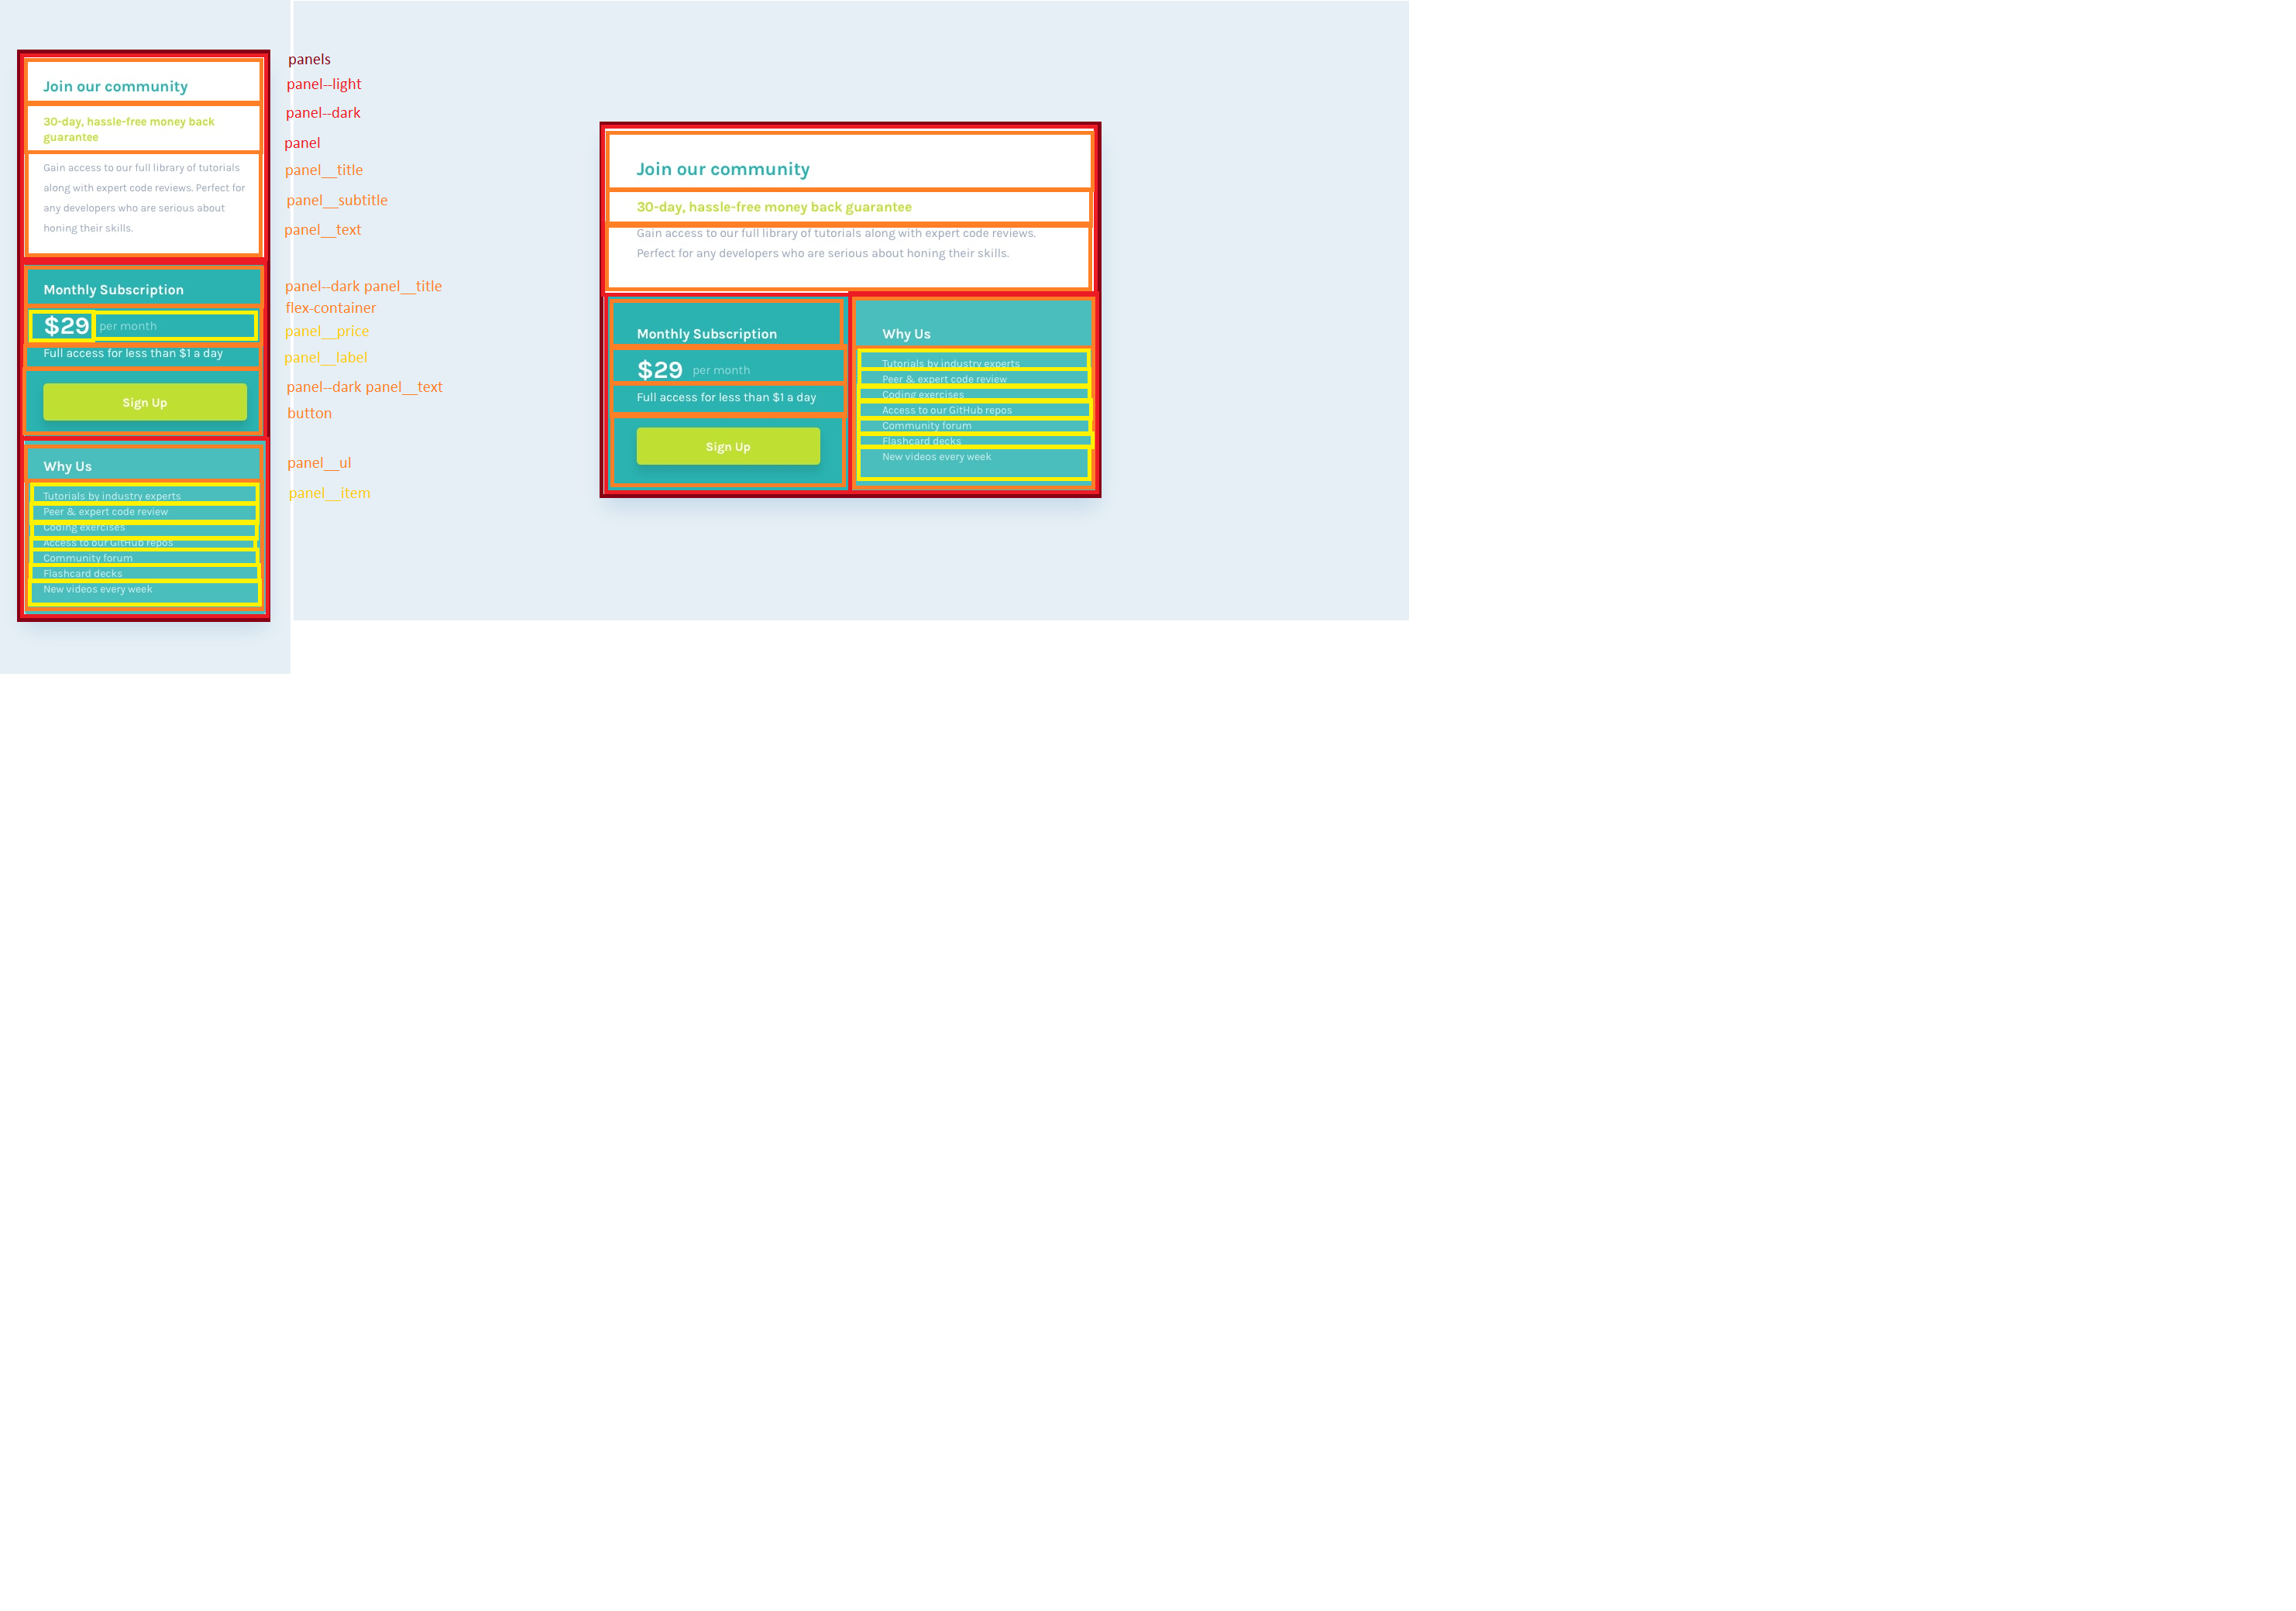 Join our community
30-day, hassle-free money back
guarantee
Gain access to our full library of tutorials
along with expert code reviews. Perfect for
any developers who are serious about
honing their skills.
Monthly Subscription
$29 per month
Full access for less than $1 a day
Sign Up
Why Us
Tutorials by industry experts
Peer & expert code review
Coding exercises
Access to our GitHub repos
Community forum
Flashcard decks
New videos every week
panels
panel--light
panel--dark
panel
panel__title
panel__subtitle
panel__text
panel--dark panel__title
flex-container
panel__price
panel__label
panel--dark panel__text
button
panel__ul
panel__item
Join our community
30-day, hassle-free money back guarantee
Gain access to our full library of tutorials along with expert code reviews.
Perfect for any developers who are serious about honing their skills.
Monthly Subscription
$29 per month
Full access for less than $1 a day
Sign Up
Why Us
Tutorials by industry experts
Peer & expert code review
Coding exercises
Access to our GitHub repos
Community forum
Flashcard decks
New videos every week